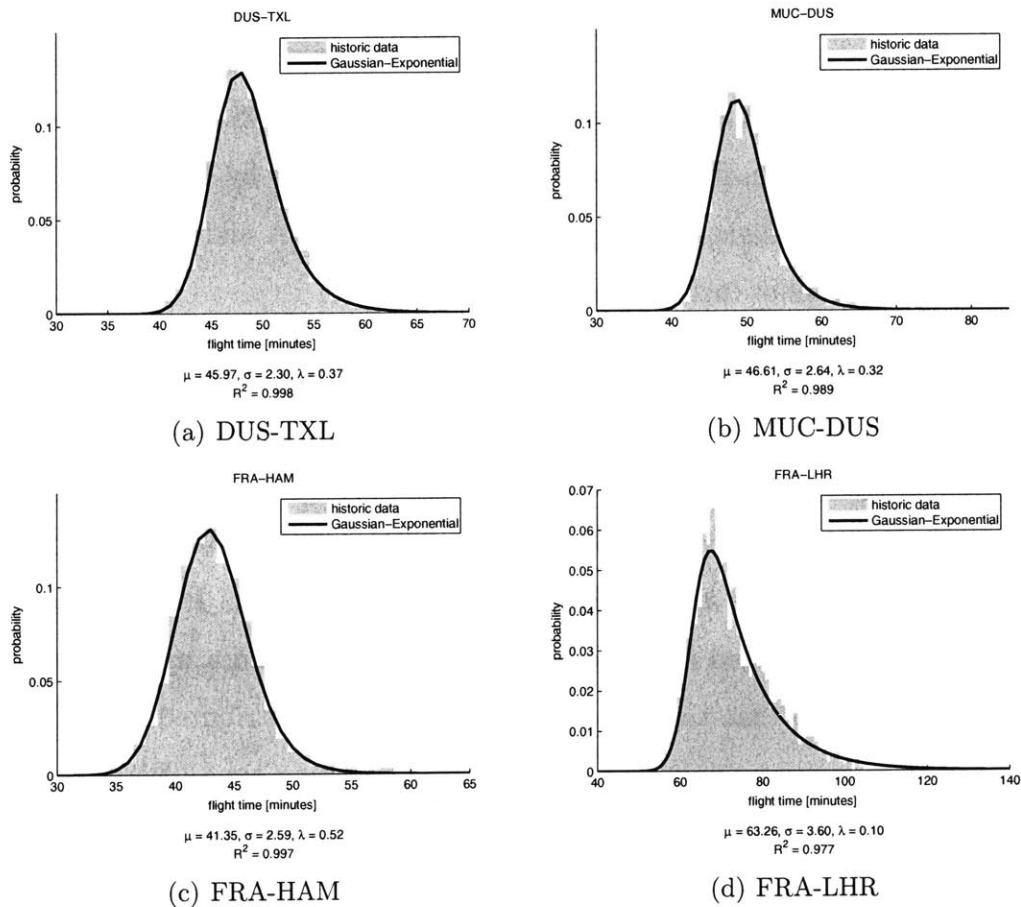 DUS–TXL
historic data
Gaussian–Exponential
probability
0.1
0.05
0
30 35 40 45 50 55 60 65 70
flight time [minutes]
μ = 45.97, σ = 2.30, λ = 0.37
R² = 0.998
(a) DUS-TXL
MUC–DUS
historic data
Gaussian–Exponential
probability
0.1
0.05
0
30 40 50 60 70 80
flight time [minutes]
μ = 46.61, σ = 2.64, λ = 0.32
R² = 0.989
(b) MUC-DUS
FRA–HAM
historic data
Gaussian–Exponential
probability
0.1
0.05
0
30 35 40 45 50 55 60 65
flight time [minutes]
μ = 41.35, σ = 2.59, λ = 0.52
R² = 0.997
(c) FRA-HAM
FRA–LHR
historic data
Gaussian–Exponential
probability
0.07
0.06
0.05
0.04
0.03
0.02
0.01
0
40 60 80 100 120 140
flight time [minutes]
μ = 63.26, σ = 3.60, λ = 0.10
R² = 0.977
(d) FRA-LHR